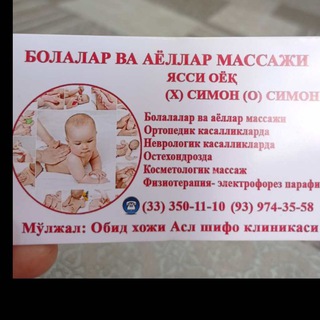 БОЛАЛАР ВА АЁЛЛАР МАССАЖИ
ЯССИ ОЁҚ
(Х) СИМОН (О) СИМОН
Болалалар ва аёллар массажи
Ортопедик касалликларда
Неврологик касалликларда
Остехондрозда
Косметологик массаж
Физиотерапия- электрофорез парафи
(33) 350-11-10 (93) 974-35-58
Мўлжал: Обид хожи Асл шифо клиникаси